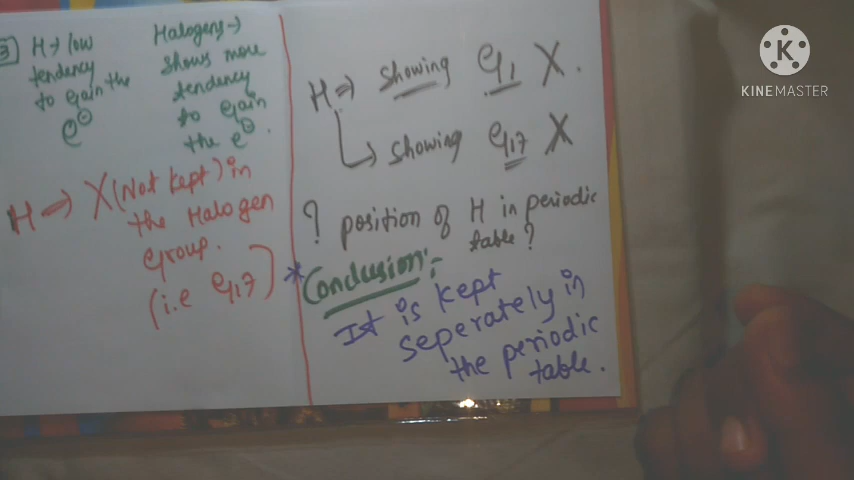 3 H→ low
tendency
to gain the
e⊖
Halogens→
shows more
tendency
to gain
the e⊖.
H ⇒ X (Not kept) in
the Halogen
group.
(i.e G17)
H ⇒ showing G1 X.
↳ showing G17 X
? position of H in periodic
table?
* Conclusion:-
It is kept
seperately in
the periodic
table.
K
KINEMASTER